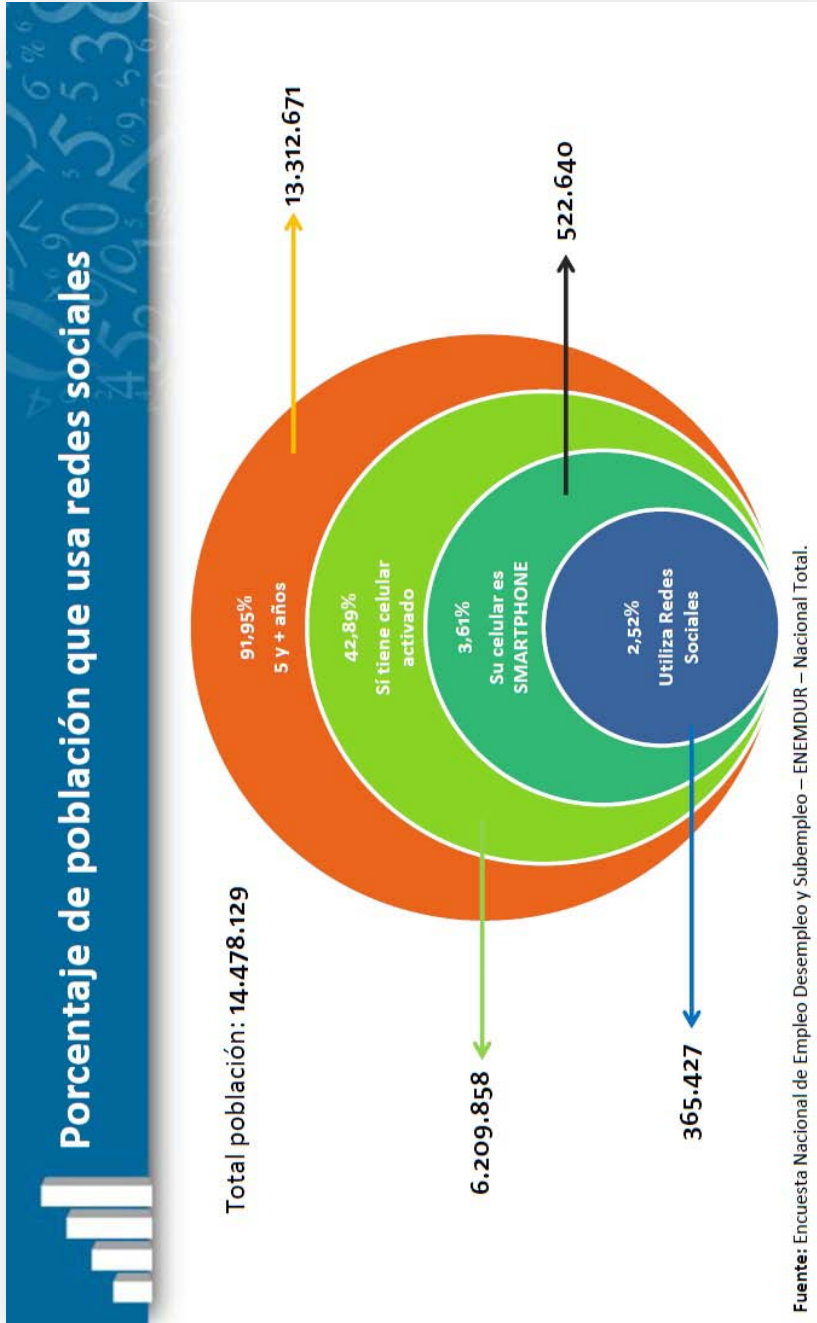 Porcentaje de población que usa redes sociales
Total población: 14.478.129
91,95%
5 y + años
13.312.671
42,89%
Sí tiene celular
activado
6.209.858
3,61%
Su celular es
SMARTPHONE
522.640
2,52%
Utiliza Redes
Sociales
365.427
Fuente: Encuesta Nacional de Empleo Desempleo y Subempleo – ENEMDUR – Nacional Total.